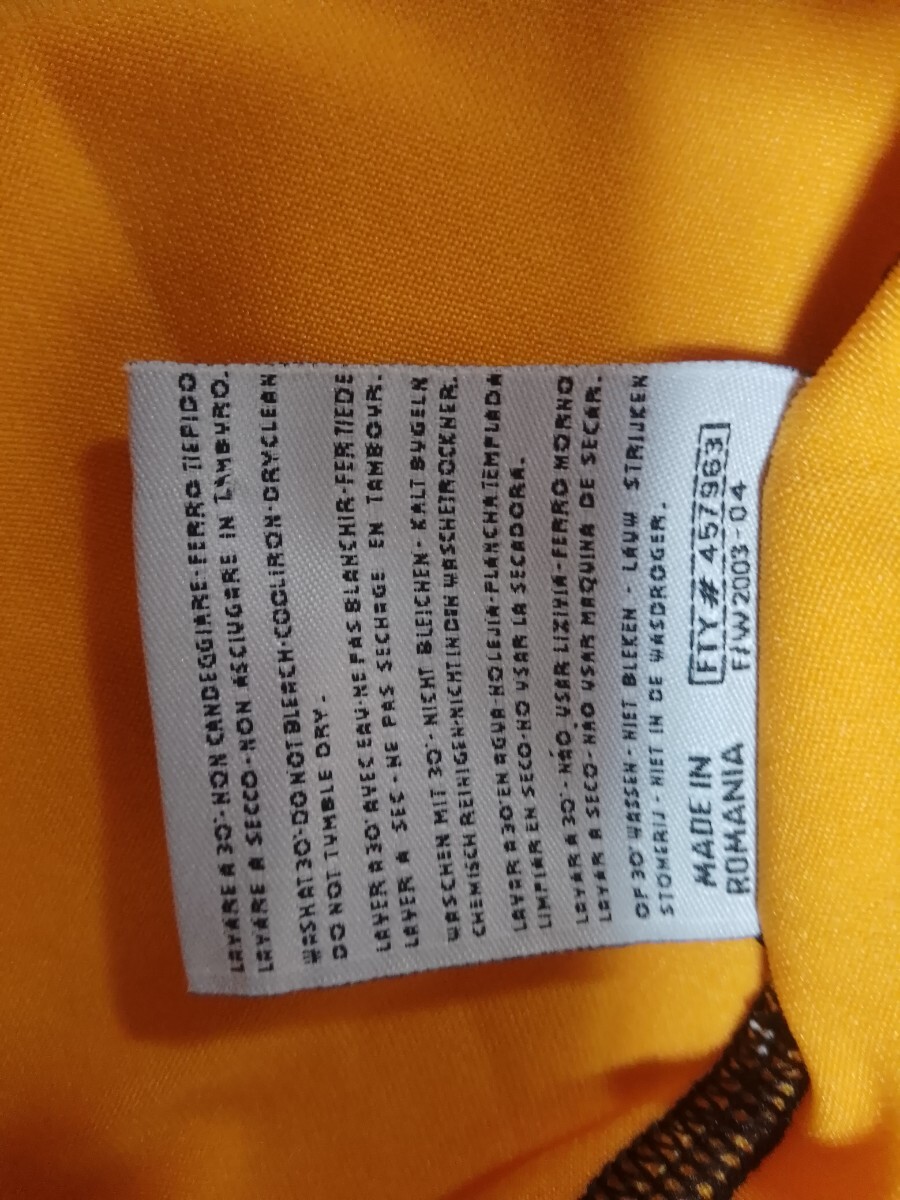 LAVARE A 30°-NON CANDEGGIARE-FERRO TIEPIDO
LAVARE A SECCO-NON ASCIUGARE IN TAMBURO.
WASH AT 30°-DO NOT BLEACH-COOL IRON-DRYCLEAN
DO NOT TUMBLE DRY.
LAVER A 30° AVEC EAU-NE PAS BLANCHIR-FER TIEDE
LAVER A SEC-NE PAS SECHAGE EN TAMBOUR.
WASCHEN MIT 30°-NICHT BLEICHEN-KALT BUGELN
CHEMISCH REINIGEN-NICHT IN DEN WASCHEIROCKNER.
LAVAR A 30° EN AGUA-NO LEJIA-PLANCHA TEMPLADA
LIMPIAR EN SECO-NO USAR LA SECADORA.
LAVAR A 30°-NÃO USAR LIZIVIA-FERRO MORNO
LAVAR A SECO-NÃO USAR MAQUINA DE SECAR.
OP 30° WASSEN-NIET BLEKEN-LAUW STRIJKEN
STOMERIJ-NIET IN DE WASDROGER.
MADE IN FTY# 457963
ROMANIA F/W2003-04